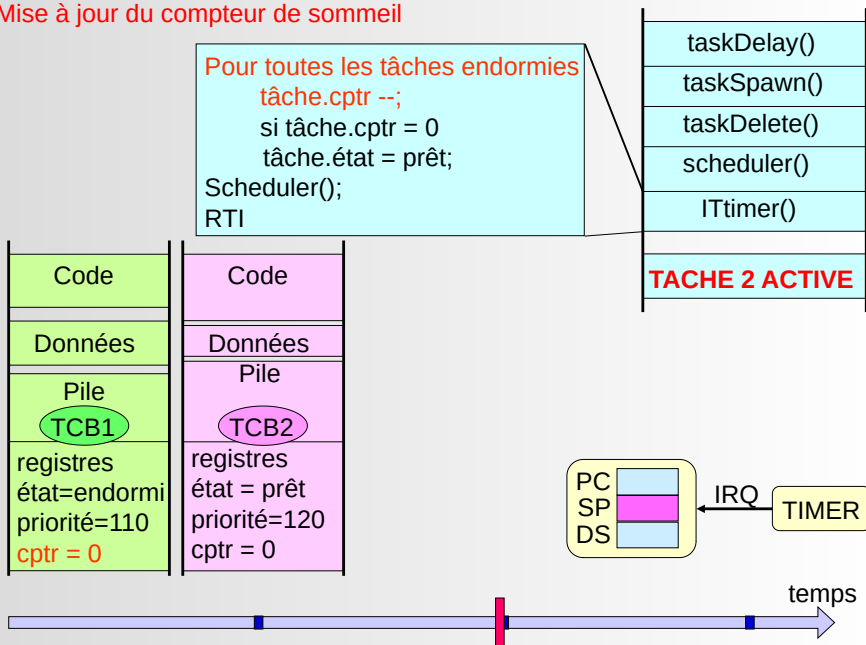 Mise à jour du compteur de sommeil
Pour toutes les tâches endormies
tâche.cptr --;
si tâche.cptr = 0
tâche.état = prêt;
Scheduler();
RTI
taskDelay()
taskSpawn()
taskDelete()
scheduler()
ITtimer()
TACHE 2 ACTIVE
Code
Données
Pile
TCB1
registres
état=endormi
priorité=110
cptr = 0
Code
Données
Pile
TCB2
registres
état = prêt
priorité=120
cptr = 0
PC
SP
DS
IRQ
TIMER
temps